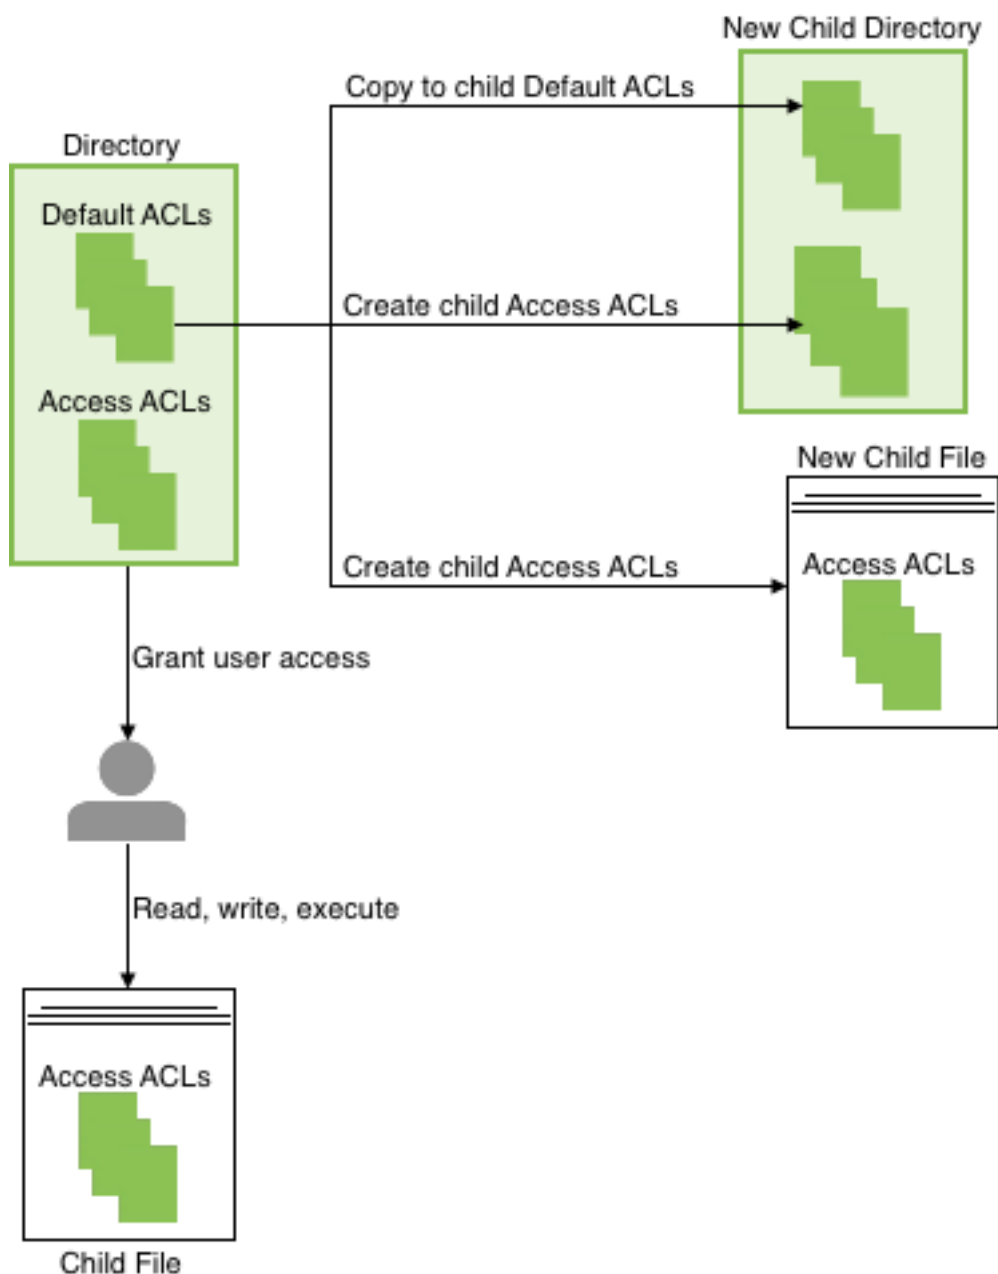 New Child Directory
Copy to child Default ACLs
Directory
Default ACLs
Create child Access ACLs
Access ACLs
New Child File
Create child Access ACLs
Access ACLs
Grant user access
Read, write, execute
Access ACLs
Child File